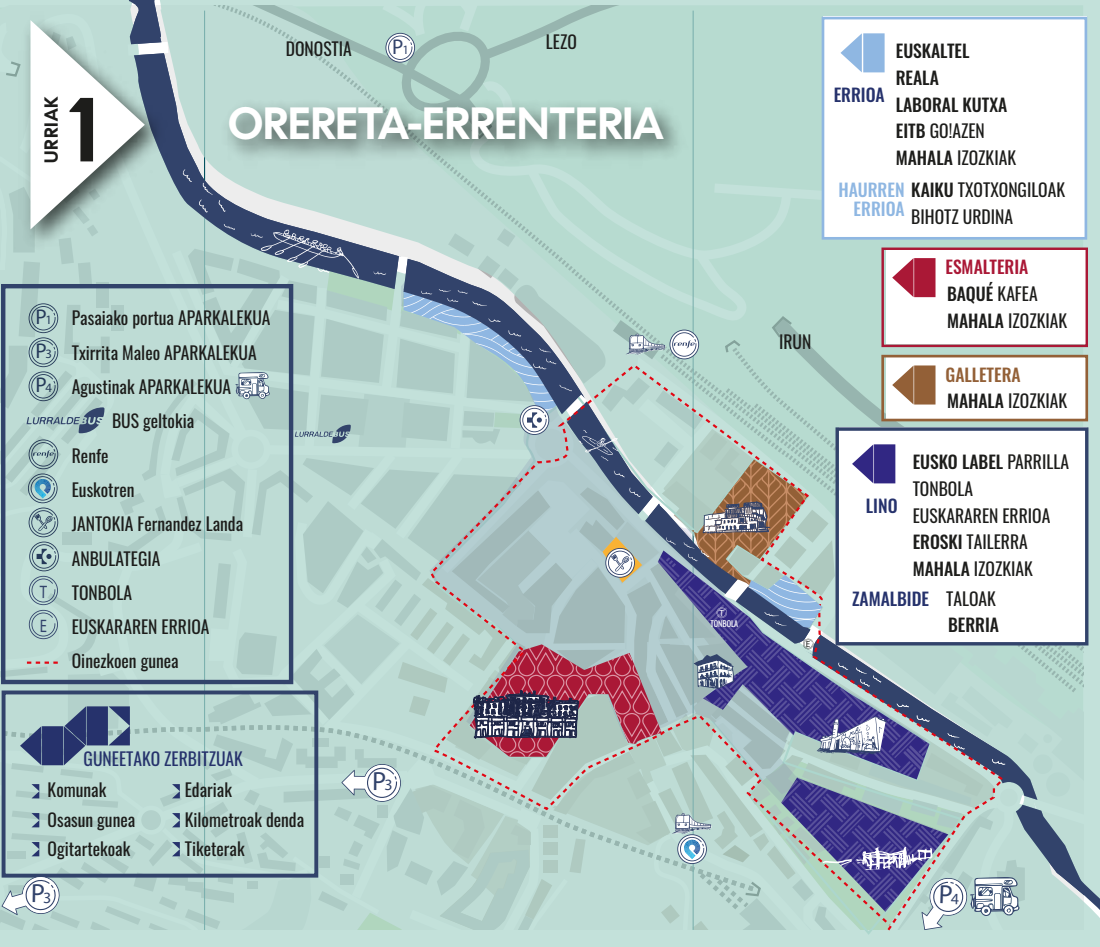 DONOSTIA
P1
LEZO
URRIAK
1
ORERETA-ERRENTERIA
ERRIOA
EUSKALTEL
REALA
LABORAL KUTXA
EITB GO!AZEN
MAHALA IZOZKIAK
HAURREN
ERRIOA
KAIKU TXOTXONGILOAK
BIHOTZ URDINA
ESMALTERIA
BAQUÉ KAFEA
MAHALA IZOZKIAK
GALLETERA
MAHALA IZOZKIAK
LINO
EUSKO LABEL PARRILLA
TONBOLA
EUSKARAREN ERRIOA
EROSKI TAILERRA
MAHALA IZOZKIAK
ZAMALBIDE
TALOAK
BERRIA
P1 Pasaiako portua APARKALEKUA
P3 Txirrita Maleo APARKALEKUA
P4 Agustinak APARKALEKUA
LURRALDEBUS BUS geltokia
renfe Renfe
Euskotren
JANTOKIA Fernandez Landa
ANBULATEGIA
T TONBOLA
E EUSKARAREN ERRIOA
Oinezkoen gunea
GUNEETAKO ZERBITZUAK
Komunak
Osasun gunea
Ogitartekoak
Edariak
Kilometroak denda
Tiketerak
renfe
IRUN
LURRALDEBUS
T
TONBOLA
E
P3
P3
P4